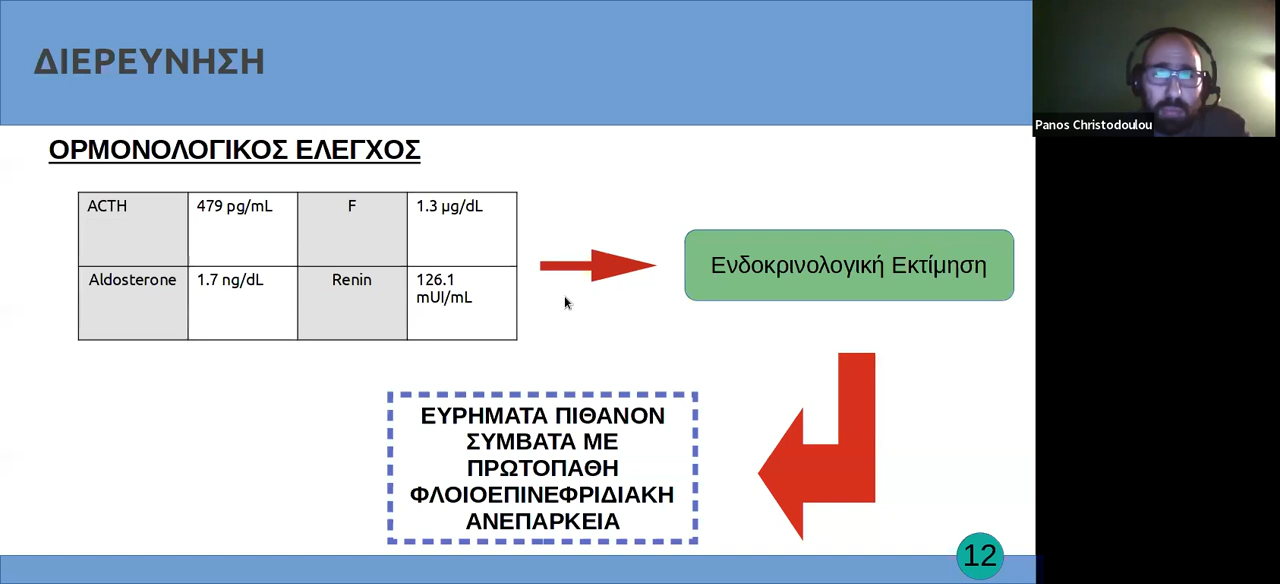 ΔΙΕΡΕΥΝΗΣΗ
Panos Christodoulou
ΟΡΜΟΝΟΛΟΓΙΚΟΣ ΕΛΕΓΧΟΣ
ACTH 479 pg/mL F 1.3 μg/dL
Aldosterone 1.7 ng/dL Renin 126.1
mUI/mL
Ενδοκρινολογική Εκτίμηση
ΕΥΡΗΜΑΤΑ ΠΙΘΑΝΟΝ
ΣΥΜΒΑΤΑ ΜΕ
ΠΡΩΤΟΠΑΘΗ
ΦΛΟΙΟΕΠΙΝΕΦΡΙΔΙΑΚΗ
ΑΝΕΠΑΡΚΕΙΑ
12